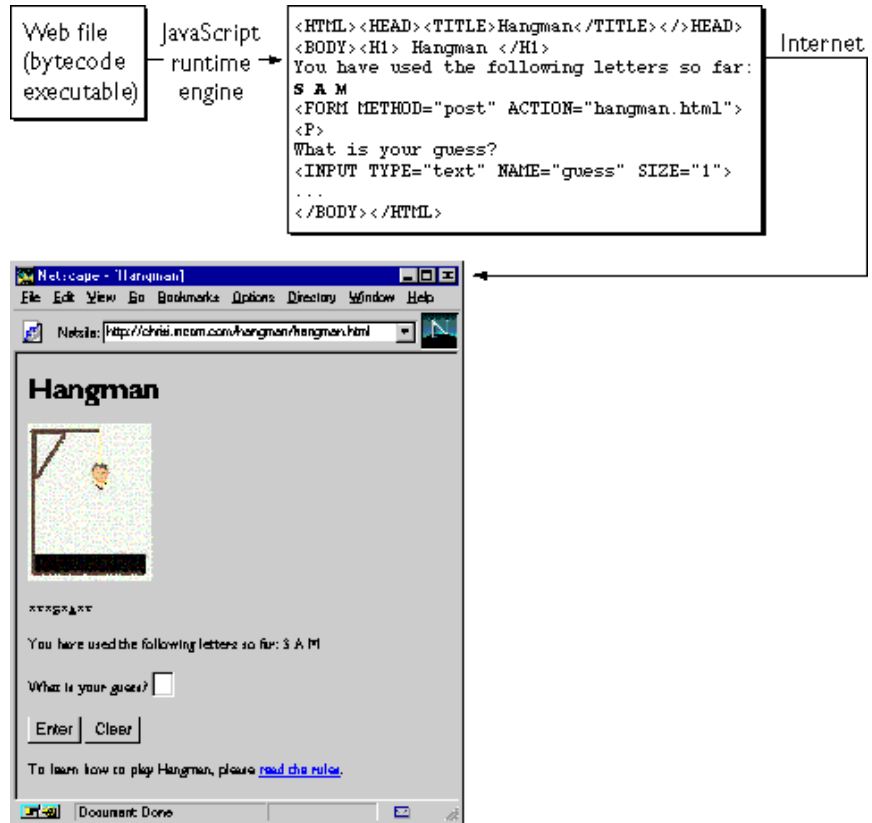 Web file
(bytecode
executable)
JavaScript
runtime
engine
<HTML><HEAD><TITLE>Hangman</TITLE></>HEAD>
<BODY><H1> Hangman </H1>
You have used the following letters so far:
S A M
<FORM METHOD="post" ACTION="hangman.html">
<P>
What is your guess?
<INPUT TYPE="text" NAME="guess" SIZE="1">
...
</BODY></HTML>
Internet
Netscape - [Hangman]
File Edit View Go Bookmarks Options Directory Window Help
Netsite:
N
Hangman
You have used the following letters so far: S A M
What is your guess?
Enter Clear
To learn how to play Hangman, please read the rules.
Document: Done